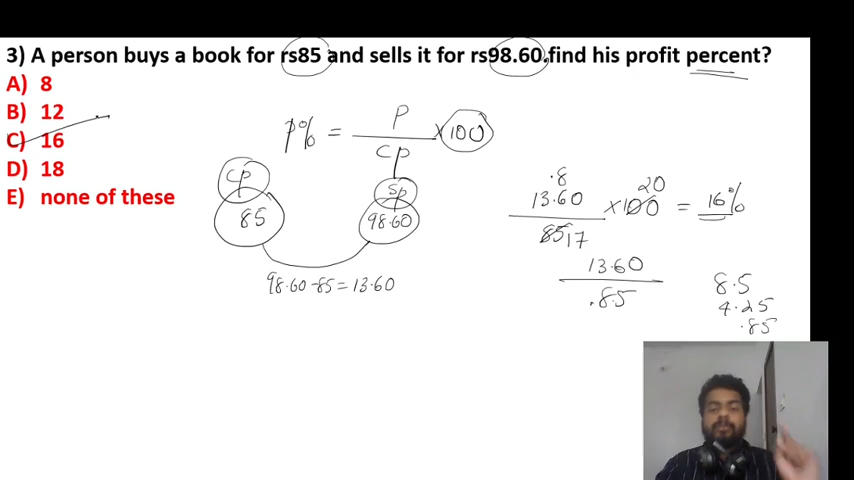 3) A person buys a book for rs85 and sells it for rs98.60.find his profit percent?
A) 8
B) 12
C) 16
D) 18
E) none of these
p% = P / CP × 100
CP
85
SP
98.60
98.60-85=13.60
.8 20
13.60 / 85 17 × 100 = 16%
13.60 / .85
8.5
4.25
.85